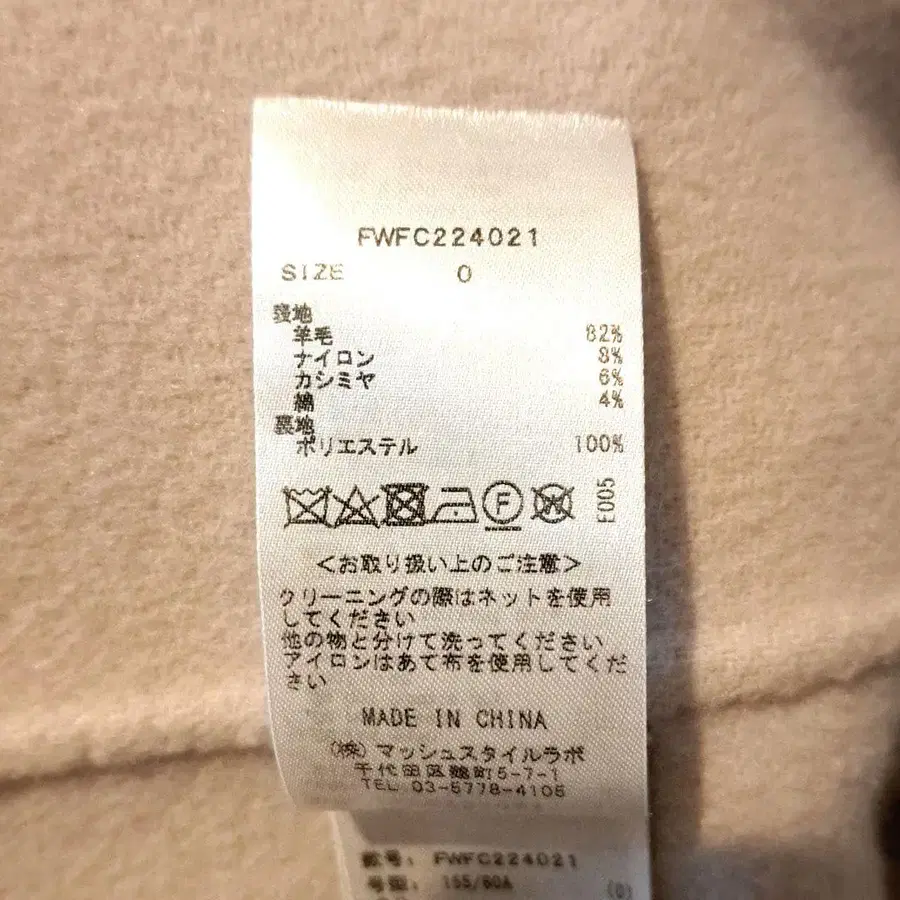 FWFC224021
SIZE 0
表地
羊毛 82%
ナイロン 8%
カシミヤ 6%
綿 4%
裏地
ポリエステル 100%
F
W
E005
<お取り扱い上のご注意>
クリーニングの際はネットを使用
してください
他の物と分けて洗ってください
アイロンはあて布を使用してくだ
さい
MADE IN CHINA
(株)マッシュスタイルラボ
千代田区麹町5-7-1
TEL 03-5778-4106
款号: FWFC224021
号型: 155/80A (0)